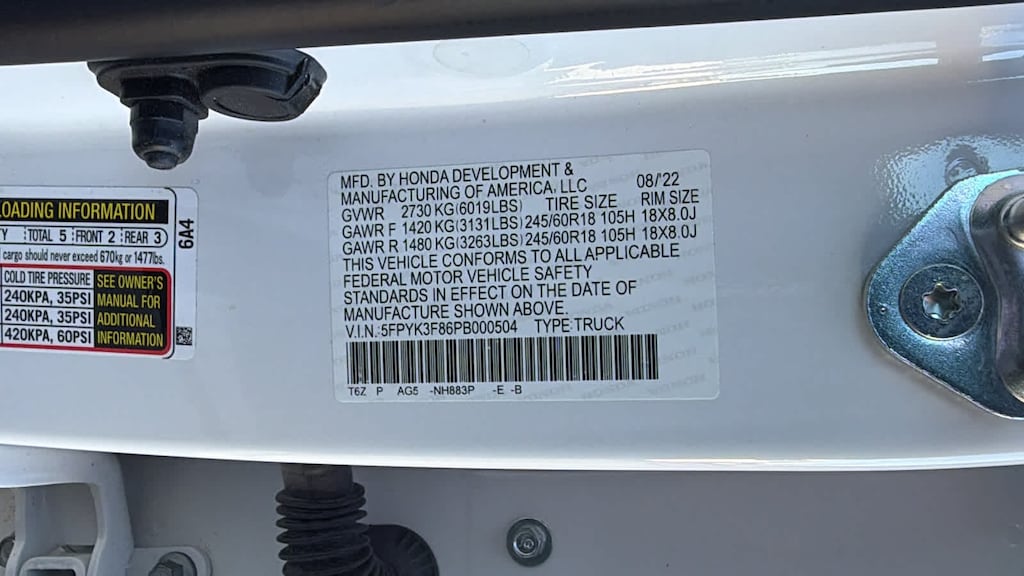 LOADING INFORMATION
TOTAL 5 FRONT 2 REAR 3
cargo should never exceed 670kg or 1477lbs.
COLD TIRE PRESSURE
240KPA, 35PSI
240KPA, 35PSI
420KPA, 60PSI
SEE OWNER'S
MANUAL FOR
ADDITIONAL
INFORMATION
6A4
MFD. BY HONDA DEVELOPMENT &
MANUFACTURING OF AMERICA, LLC 08/'22
GVWR 2730 KG(6019LBS) TIRE SIZE RIM SIZE
GAWR F 1420 KG(3131LBS) 245/60R18 105H 18X8.0J
GAWR R 1480 KG(3263LBS) 245/60R18 105H 18X8.0J
THIS VEHICLE CONFORMS TO ALL APPLICABLE
FEDERAL MOTOR VEHICLE SAFETY
STANDARDS IN EFFECT ON THE DATE OF
MANUFACTURE SHOWN ABOVE.
V.I.N. 5FPYK3F86PB000504 TYPE:TRUCK
T6Z P AG5 -NH883P -E -B